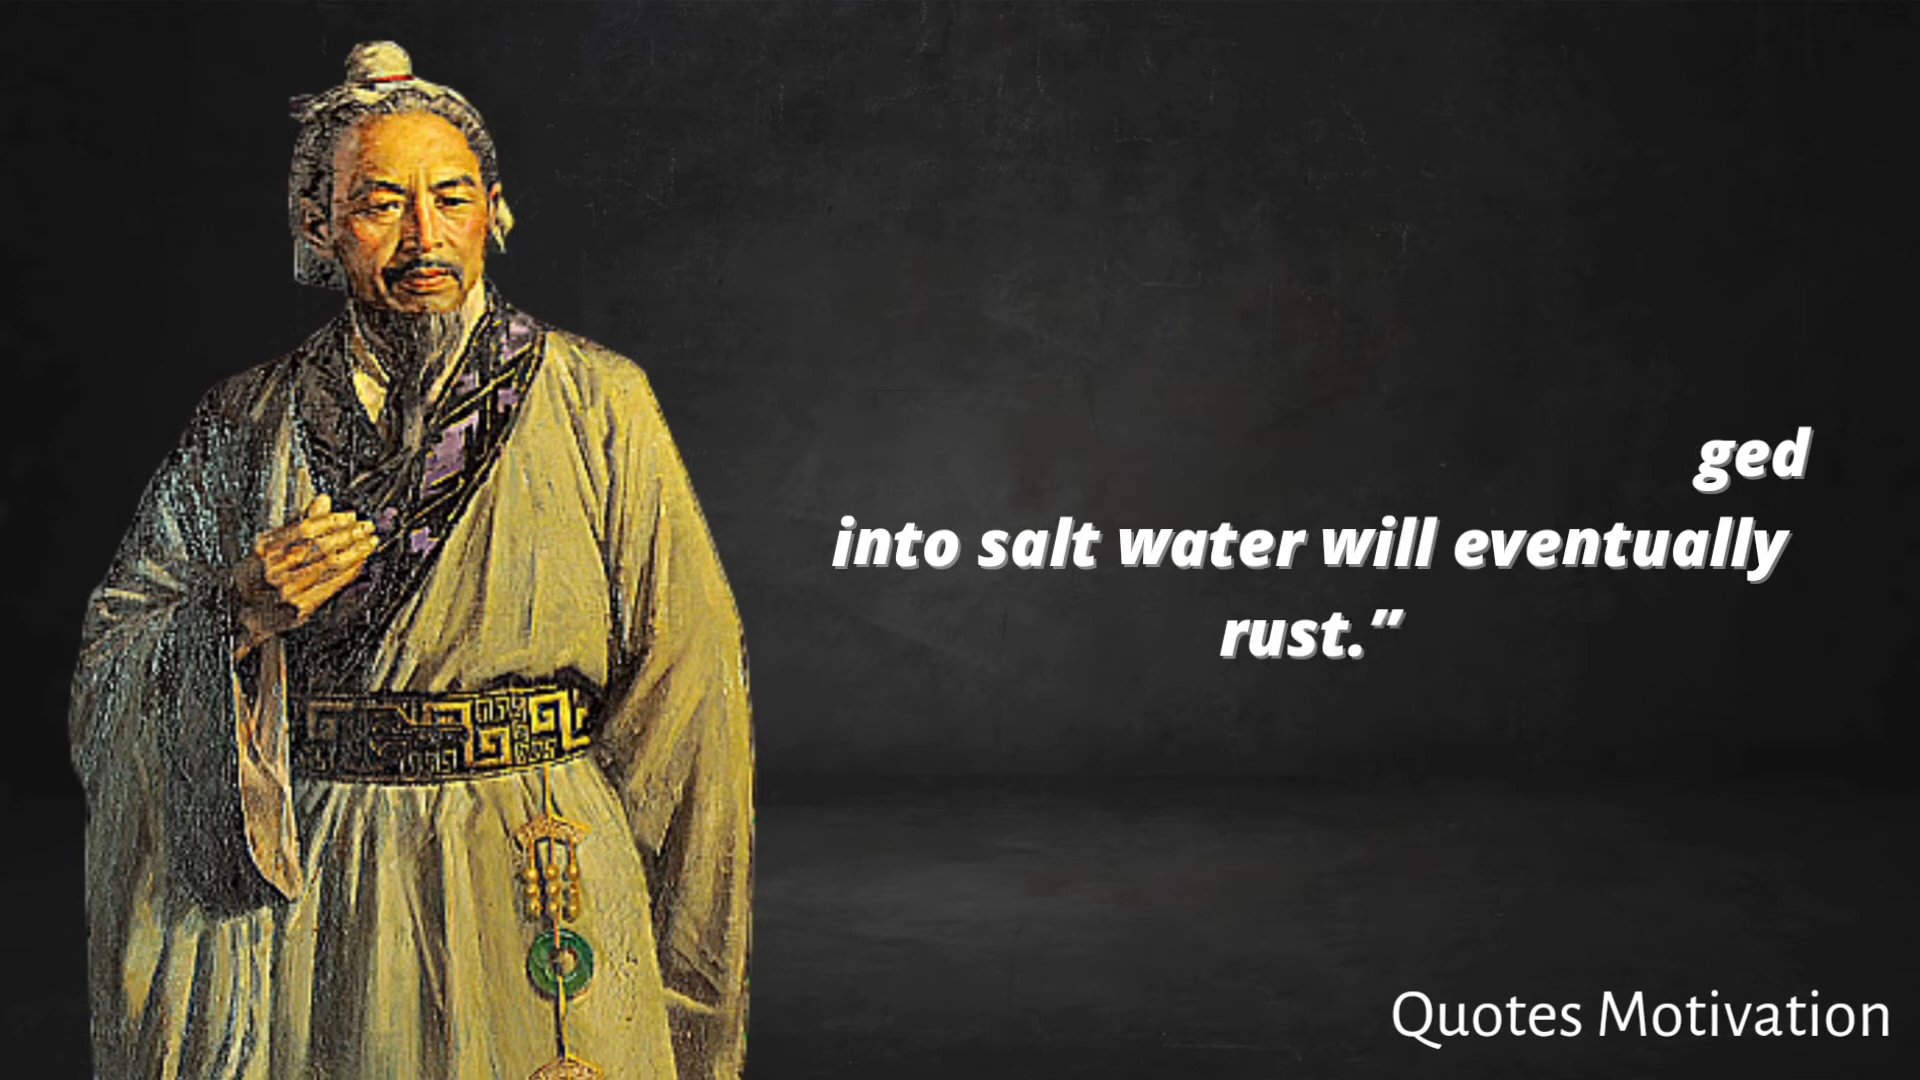 ged
into salt water will eventually
rust.”
Quotes Motivation